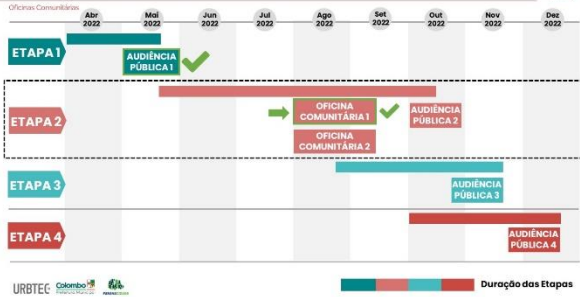 Oficinas Comunitárias
Abr 2022
Mai 2022
Jun 2022
Jul 2022
Ago 2022
Set 2022
Out 2022
Nov 2022
Dez 2022
ETAPA 1
AUDIÊNCIA
PÚBLICA 1
ETAPA 2
OFICINA
COMUNITÁRIA 1
AUDIÊNCIA
PÚBLICA 2
OFICINA
COMUNITÁRIA 2
ETAPA 3
AUDIÊNCIA
PÚBLICA 3
ETAPA 4
AUDIÊNCIA
PÚBLICA 4
URBTEC
Colombo
Duração das Etapas